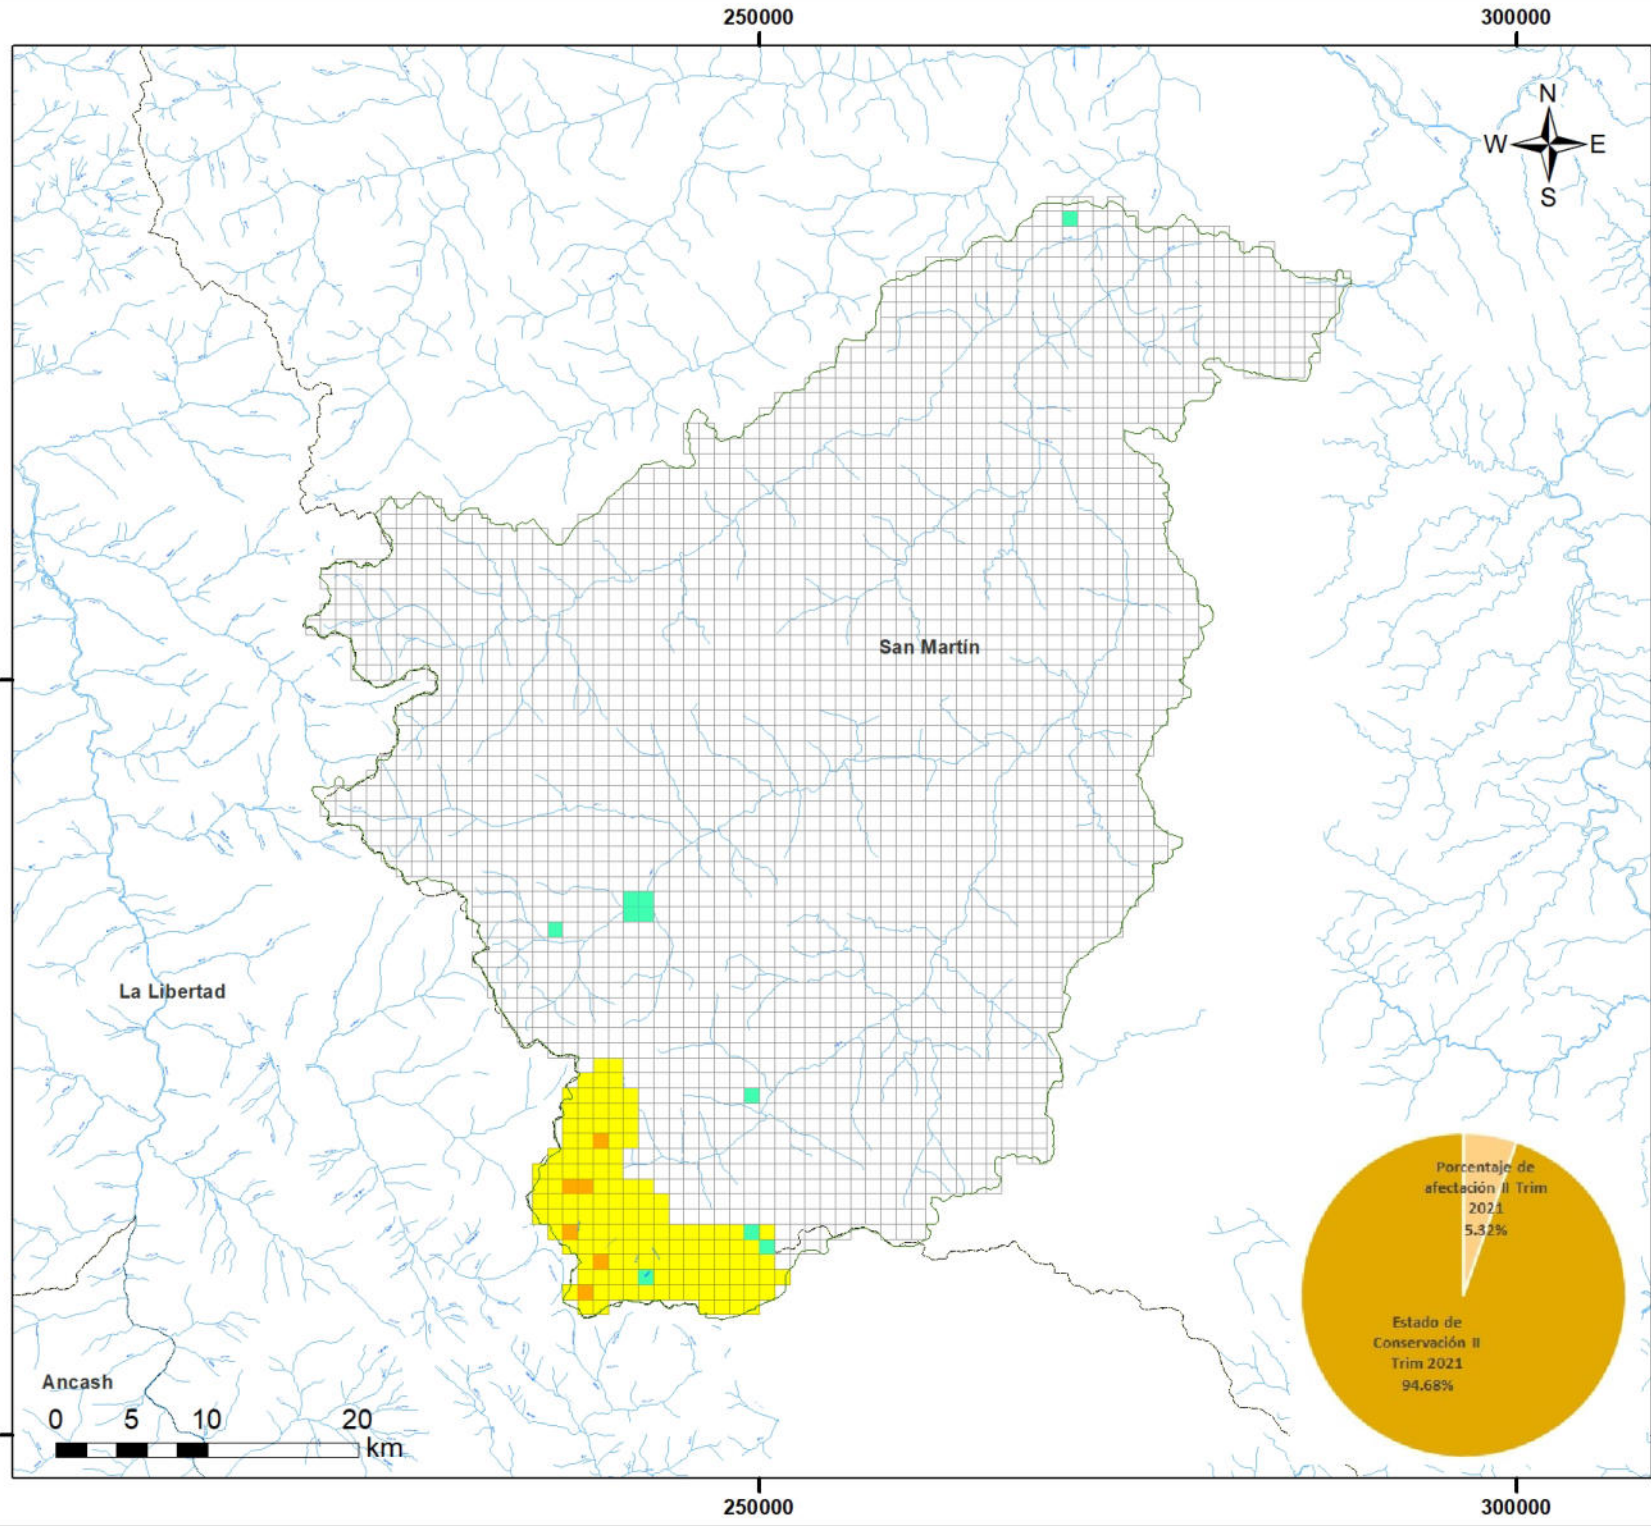 250000
300000
N
W
E
S
San Martín
La Libertad
Porcentaje de
afectación II Trim
2021
5.32%
Estado de
Conservación II
Trim 2021
94.68%
Ancash
0
5
10
20
km
250000
300000